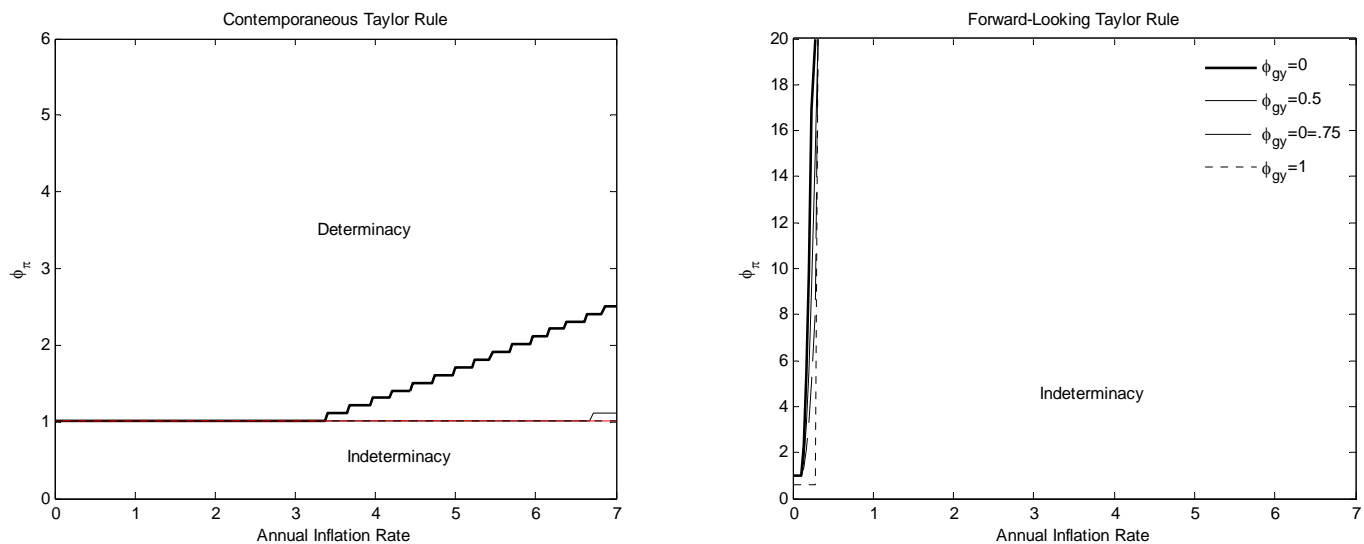 Contemporaneous Taylor Rule
6
5
4
3
2
1
0
ϕπ
Determinacy
Indeterminacy
0 1 2 3 4 5 6 7
Annual Inflation Rate
Forward-Looking Taylor Rule
20
18
16
14
12
10
8
6
4
2
0
ϕπ
ϕgy=0
ϕgy=0.5
ϕgy=0=.75
ϕgy=1
Indeterminacy
0 1 2 3 4 5 6 7
Annual Inflation Rate